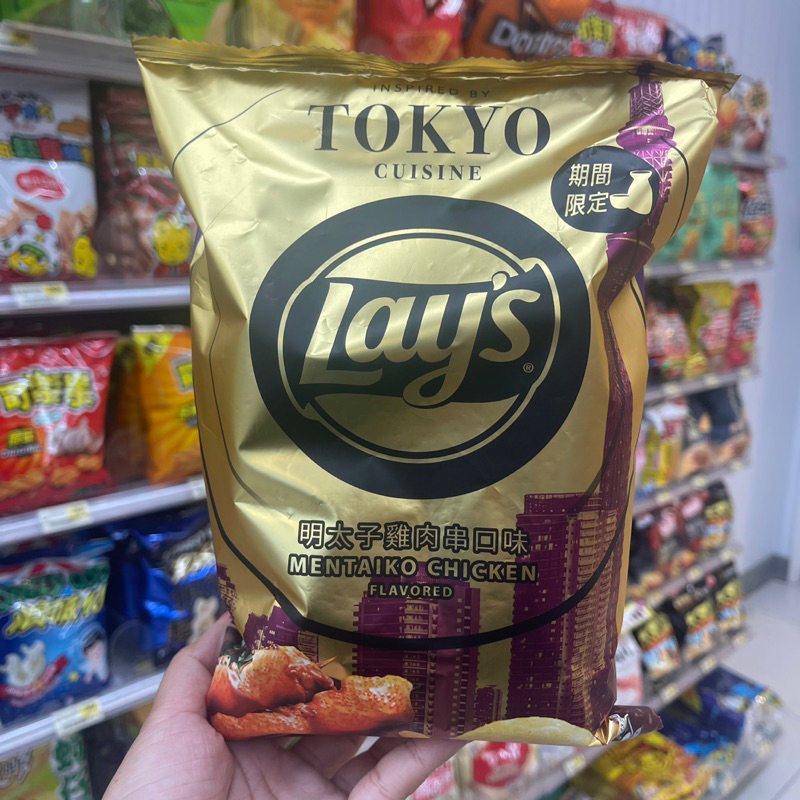 INSPIRED BY
TOKYO
CUISINE
期間
限定
Lay's
®
明太子雞肉串口味
MENTAIKO CHICKEN
FLAVORED
Doritos